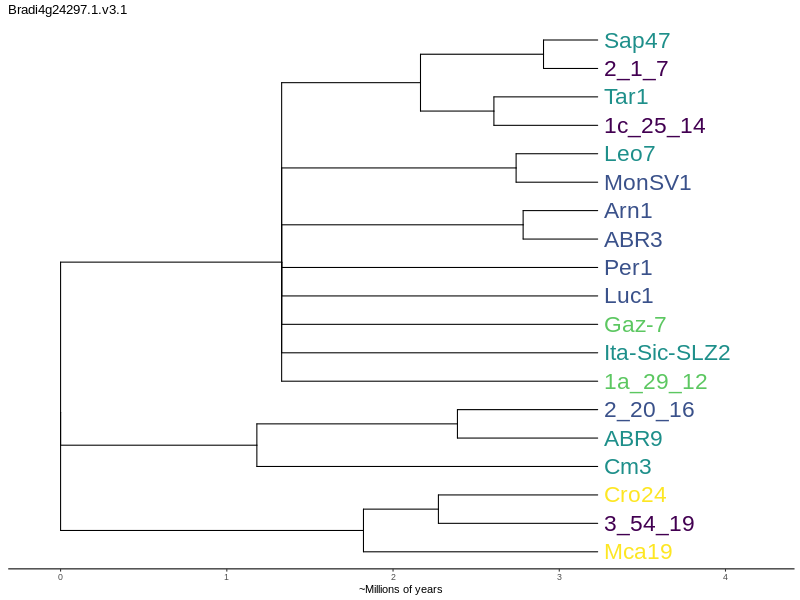 Bradi4g24297.1.v3.1
Sap47
2_1_7
Tar1
1c_25_14
Leo7
MonSV1
Arn1
ABR3
Per1
Luc1
Gaz-7
Ita-Sic-SLZ2
1a_29_12
2_20_16
ABR9
Cm3
Cro24
3_54_19
Mca19
0 1 2 3 4
~Millions of years